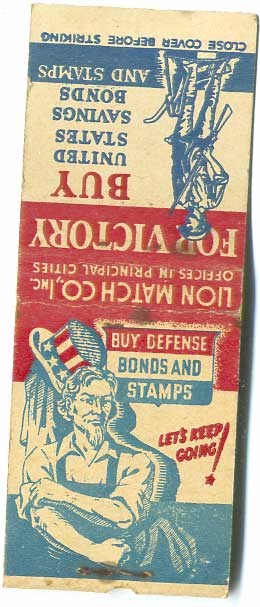 BUY DEFENSE
BONDS AND
STAMPS
LET'S KEEP
GOING!
LION MATCH CO., INC.
OFFICES IN PRINCIPAL CITIES
FOR VICTORY
BUY
UNITED
STATES
SAVINGS
BONDS
AND STAMPS
CLOSE COVER BEFORE STRIKING